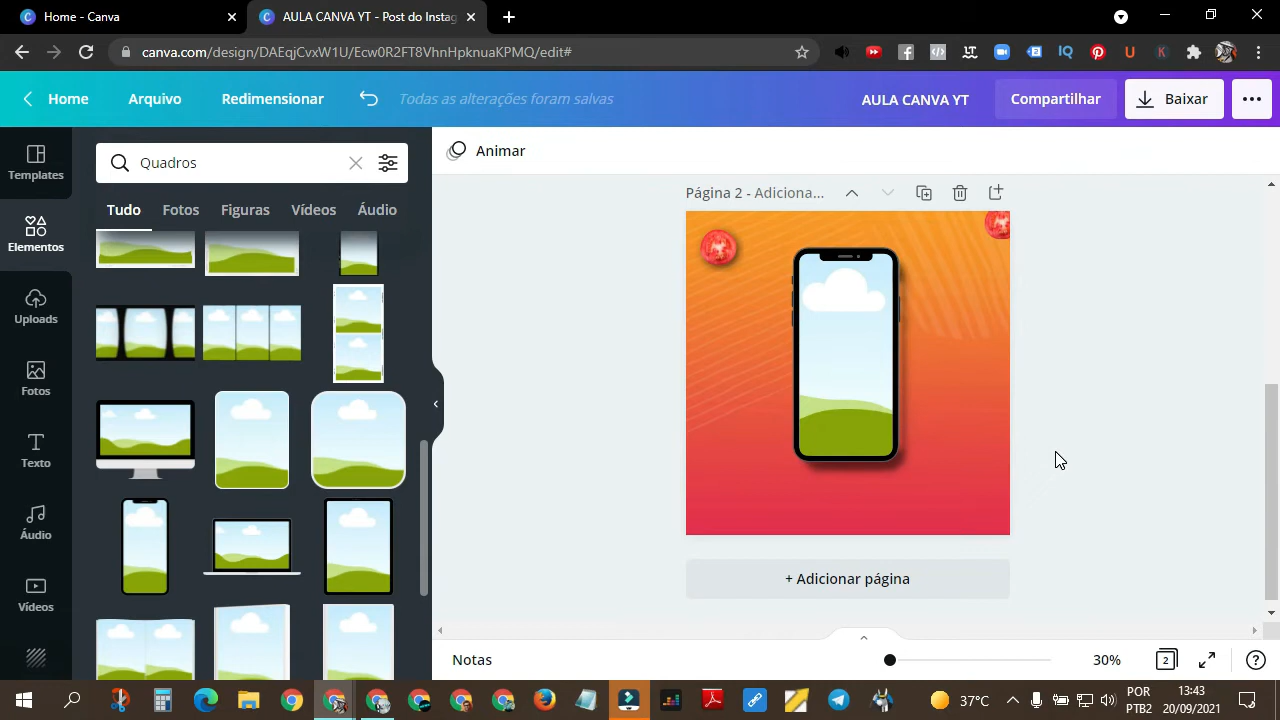 Home - Canva
AULA CANVA YT - Post do Instag
canva.com/design/DAEqjCvxW1U/Ecw0R2FT8VhnHpknuaKPMQ/edit#
Home
Arquivo
Redimensionar
Todas as alterações foram salvas
AULA CANVA YT
Compartilhar
Baixar
Templates
Elementos
Uploads
Fotos
Texto
Áudio
Vídeos
Quadros
Tudo
Fotos
Figuras
Vídeos
Áudio
Animar
Página 2 - Adiciona...
+ Adicionar página
Notas
30%
2
37°C
POR
PTB2
13:43
20/09/2021